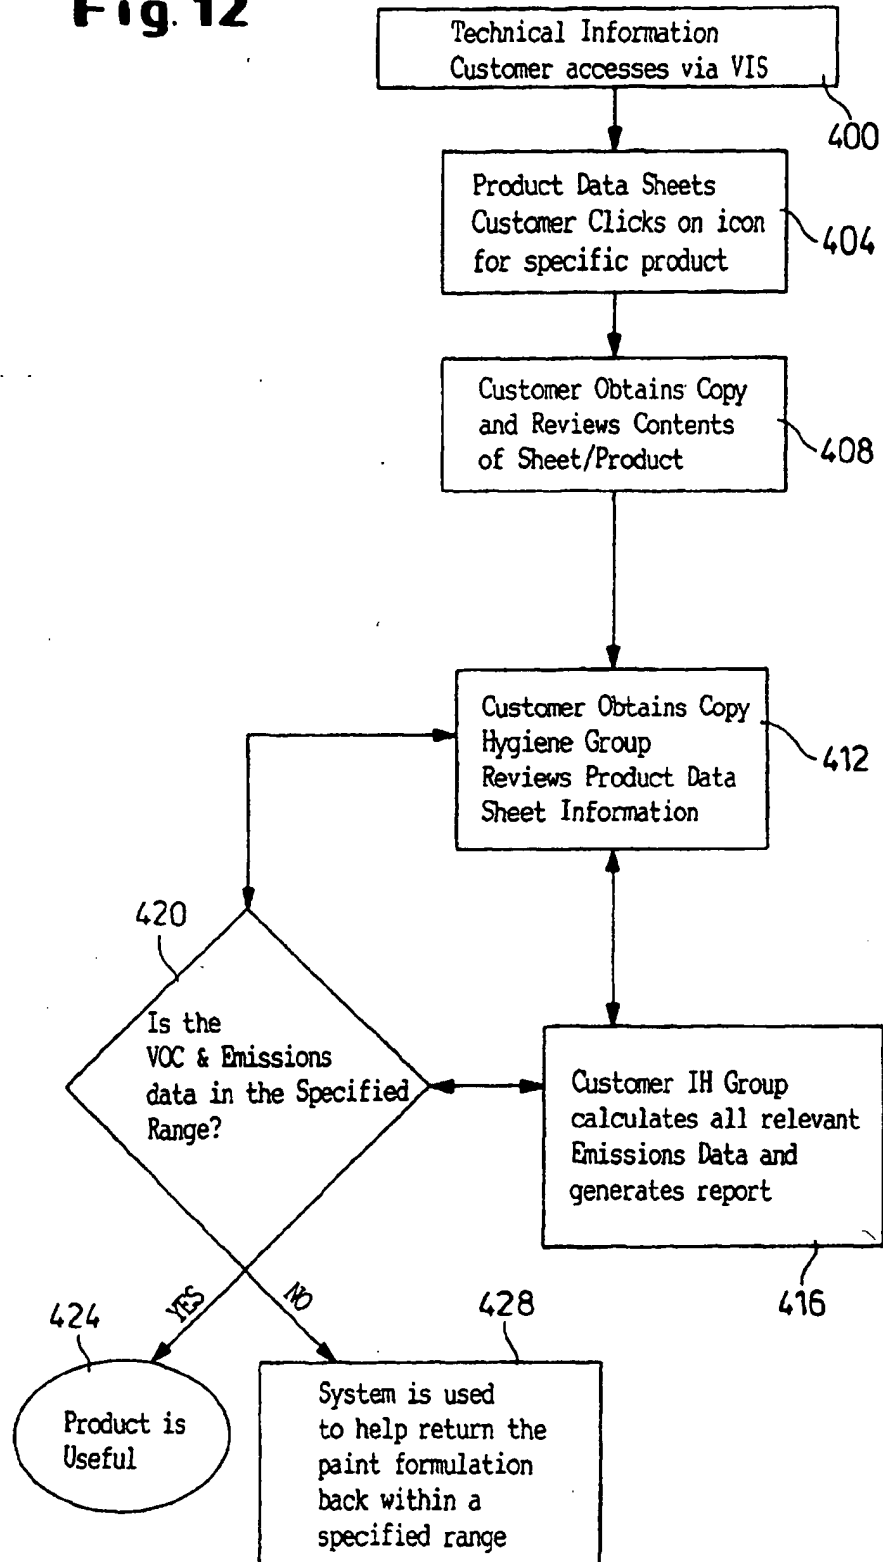 Fig. 12
Technical Information
Customer accesses via VIS
400
Product Data Sheets
Customer Clicks on icon
for specific product
404
Customer Obtains Copy
and Reviews Contents
of Sheet/Product
408
Customer Obtains Copy
Hygiene Group
Reviews Product Data
Sheet Information
412
420
Is the
VOC & Emissions
data in the Specified
Range?
Customer IH Group
calculates all relevant
Emissions Data and
generates report
416
YES
NO
424
Product is
Useful
428
System is used
to help return the
paint formulation
back within a
specified range